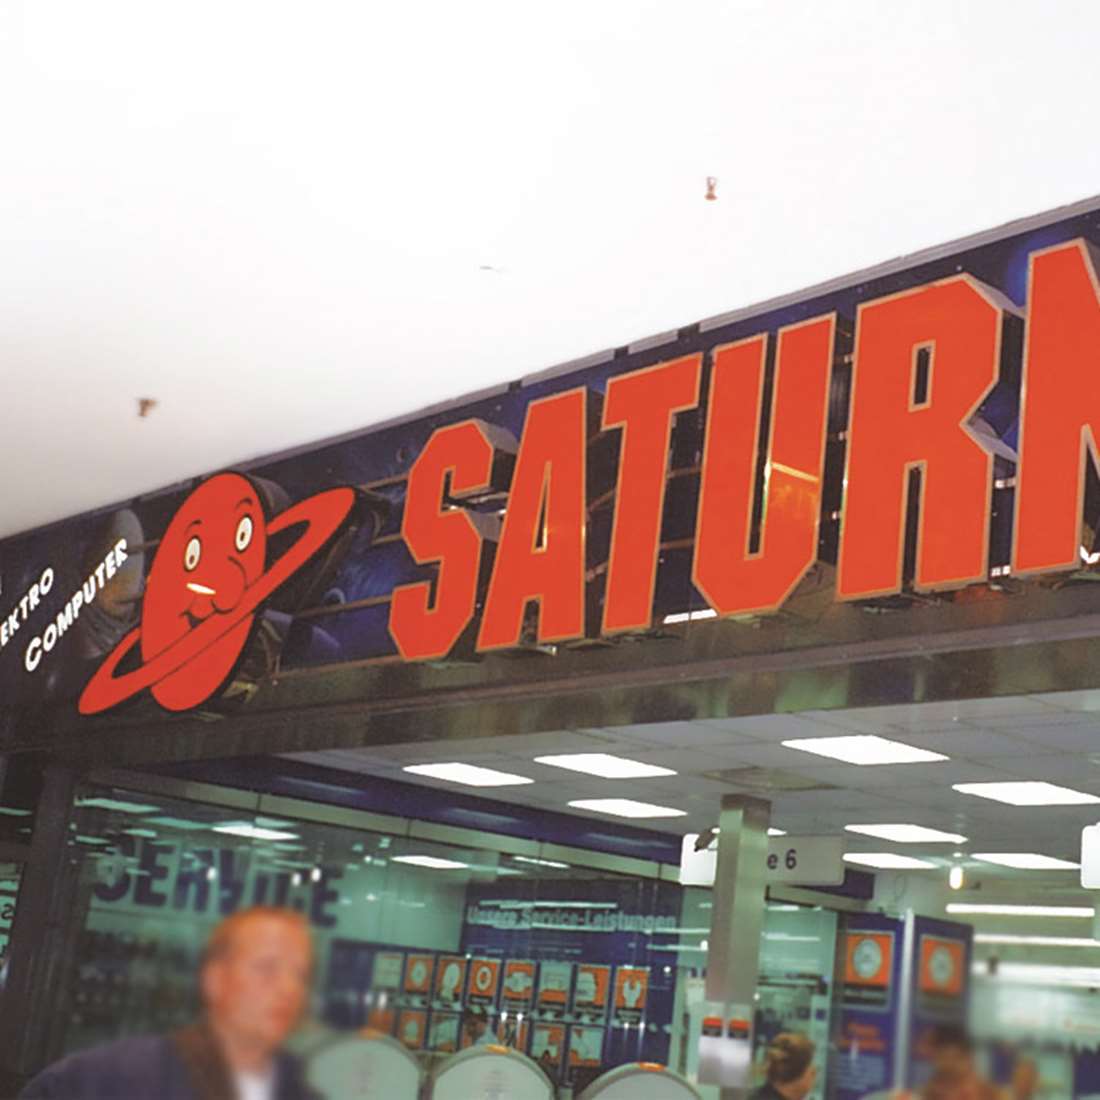 EKTRO
COMPUTER
SATURN
SERVICE
Unsere Service-Leistungen
e 6